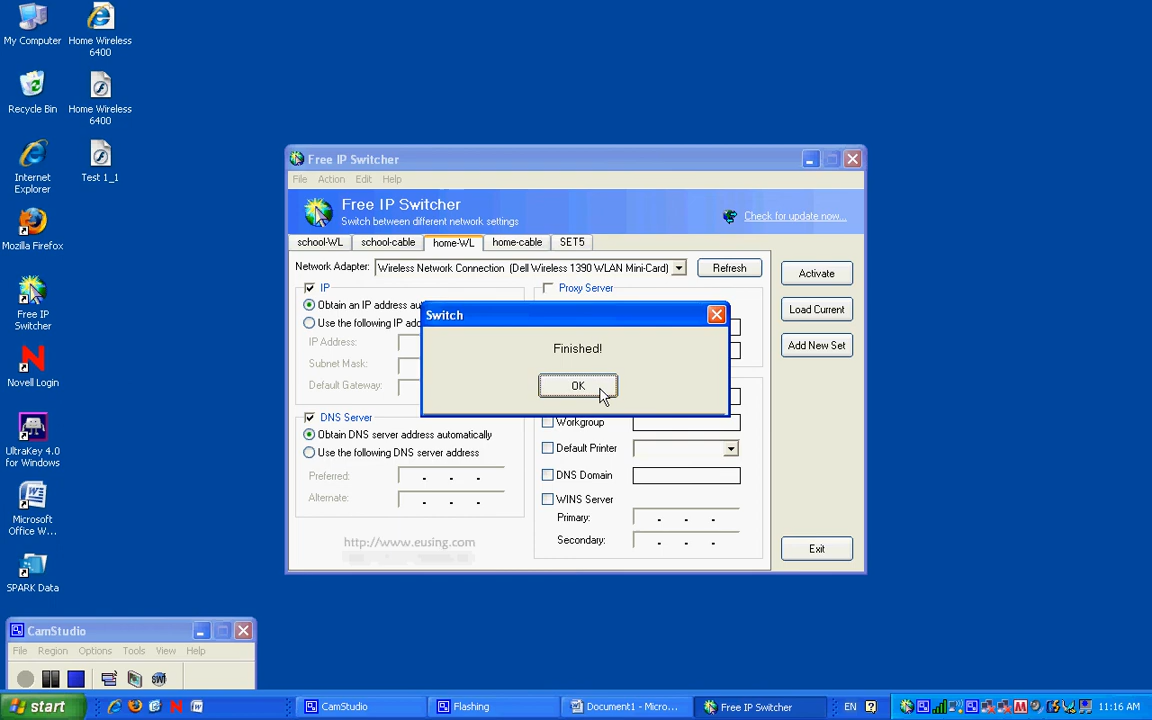 My Computer
Home Wireless
6400
Recycle Bin
Home Wireless
6400
Internet
Explorer
Test 1_1
Mozilla Firefox
Free IP
Switcher
Novell Login
UltraKey 4.0
for Windows
Microsoft
Office W...
SPARK Data
Free IP Switcher
File Action Edit Help
Free IP Switcher
Switch between different network settings
Check for update now...
school-WL school-cable home-WL home-cable SET5
Network Adapter: Wireless Network Connection (Dell Wireless 1390 WLAN Mini-Card) Refresh
Activate
Load Current
Add New Set
Exit
IP
Obtain an IP address au
Use the following IP add
IP Address:
Subnet Mask:
Default Gateway:
DNS Server
Obtain DNS server address automatically
Use the following DNS server address
Preferred:
Alternate:
http://www.eusing.com
Proxy Server
Workgroup
Default Printer
DNS Domain
WINS Server
Primary:
Secondary:
Switch
Finished!
OK
CamStudio
File Region Options Tools View Help
start
CamStudio
Flashing
Document1 - Micro...
Free IP Switcher
EN
11:16 AM